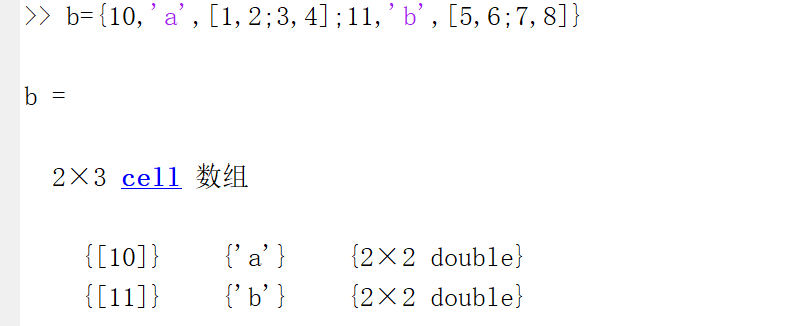 >> b={10,'a',[1,2;3,4];11,'b',[5,6;7,8]}
b =
2×3 cell 数组
{[10]} {'a'} {2×2 double}
{[11]} {'b'} {2×2 double}